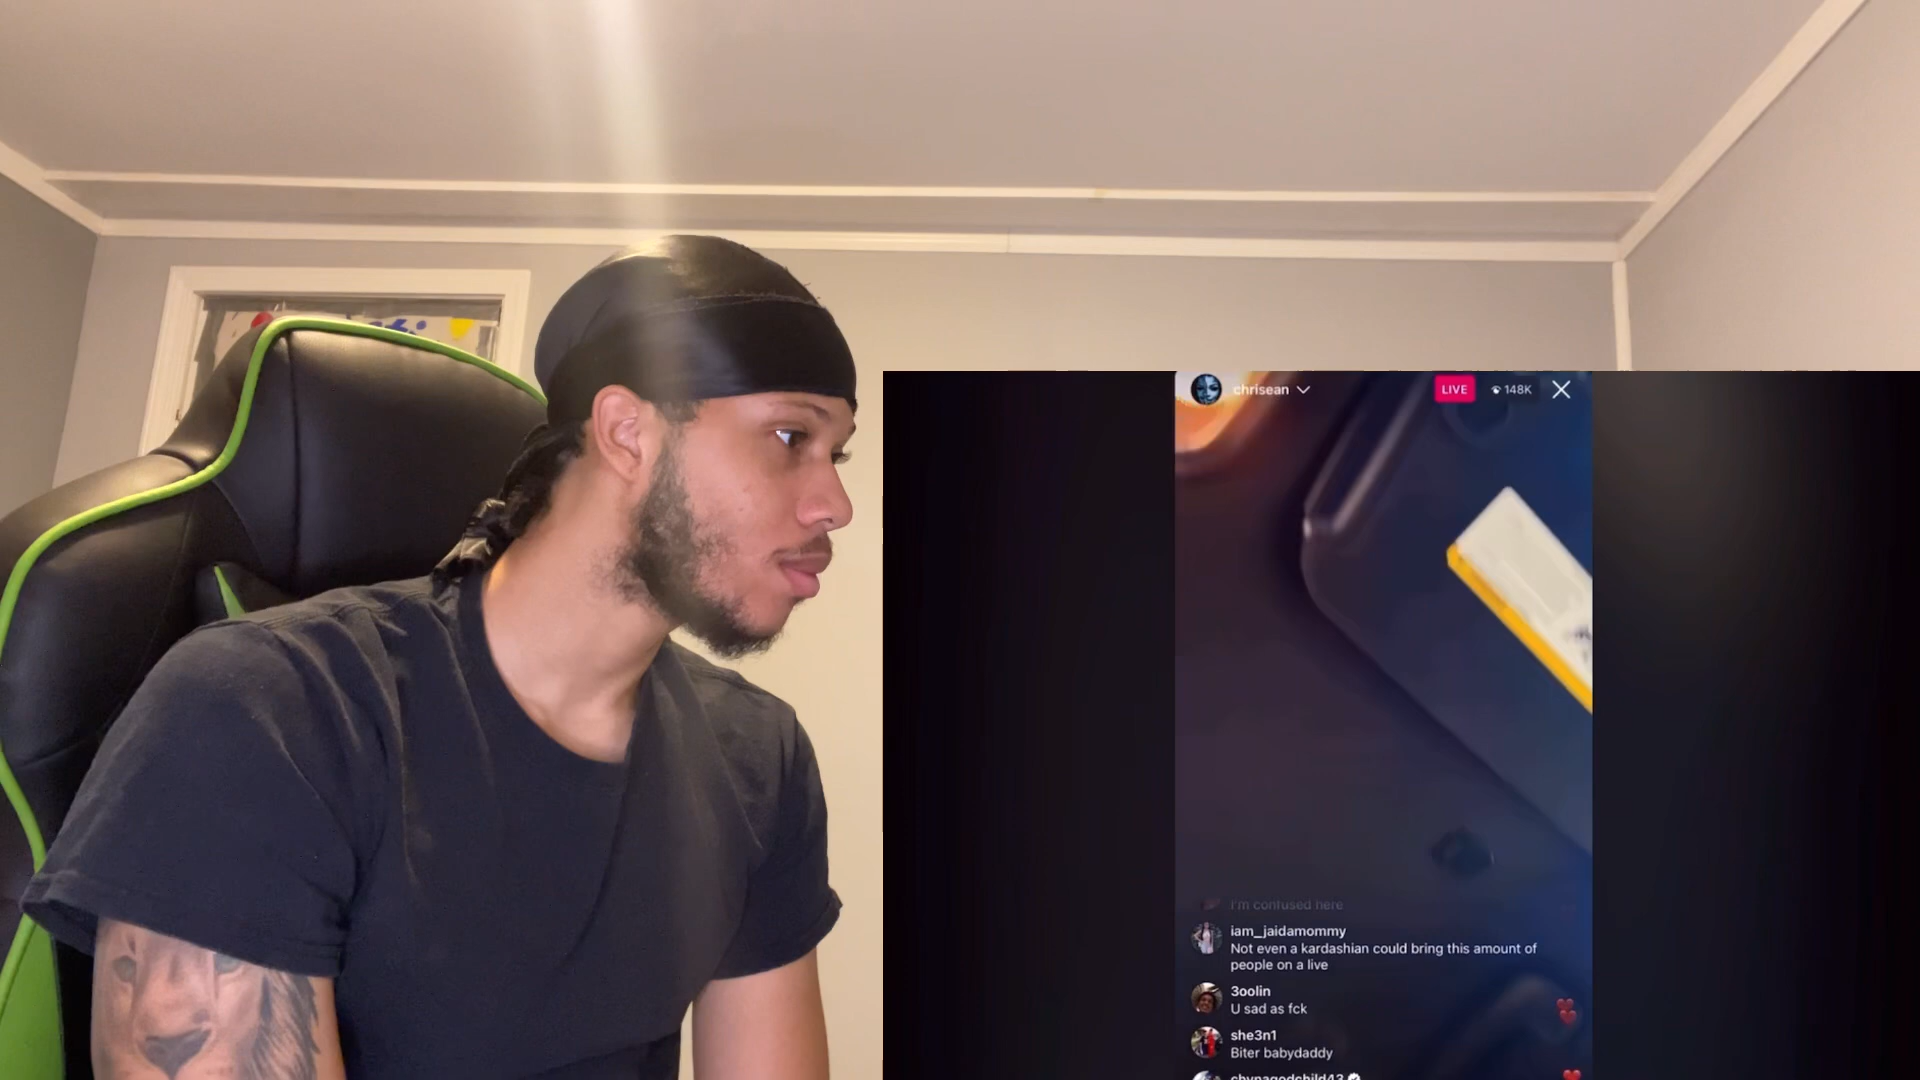 chrisean
LIVE
148K
I'm confused here
iam_jaidamommy
Not even a kardashian could bring this amount of
people on a live
3oolin
U sad as fck
she3n1
Biter babydaddy
chynagodchild43